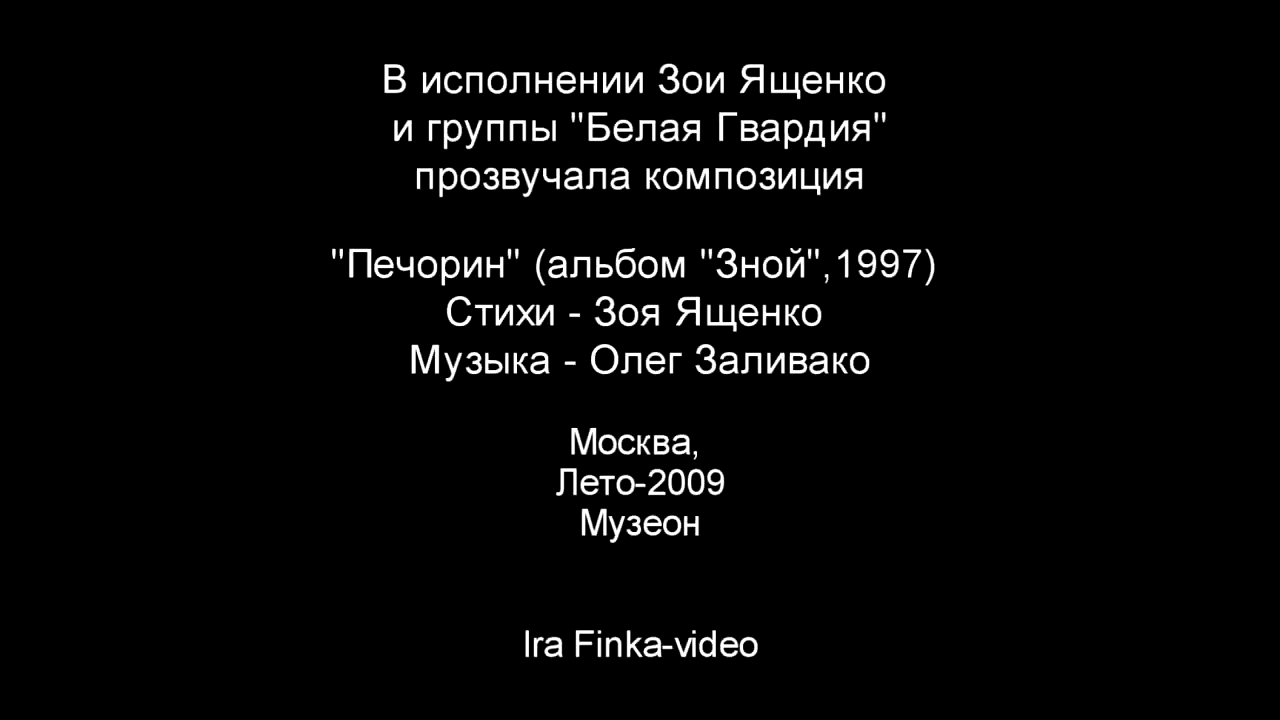 В исполнении Зои Ященко
и группы "Белая Гвардия"
прозвучала композиция
"Печорин" (альбом "Зной",1997)
Стихи - Зоя Ященко
Музыка - Олег Заливако
Москва,
Лето-2009
Музеон
Ira Finka-video